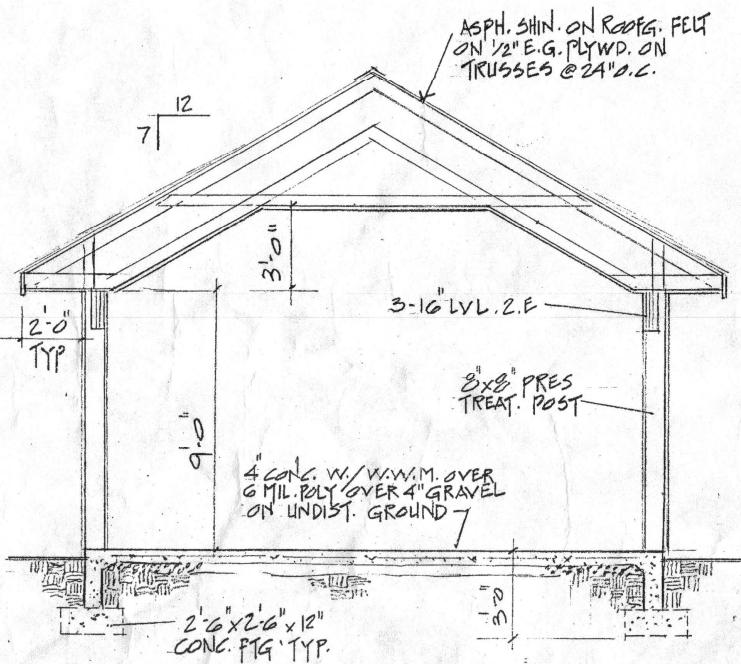 ASPH. SHIN. ON ROOFG. FELT
ON 1/2" E.G. PLYWD. ON
TRUSSES @ 24" O.C.
12
7
3'-0"
3-16" LVL. 2.E
2'-0"
TYP
8"x8" PRES
TREAT. POST
9'-0"
4" CONC. W./W.W.M. OVER
6 MIL. POLY OVER 4" GRAVEL
ON UNDIST. GROUND
3'-0"
2'-6" x 2'-6" x 12"
CONC. FTG TYP.